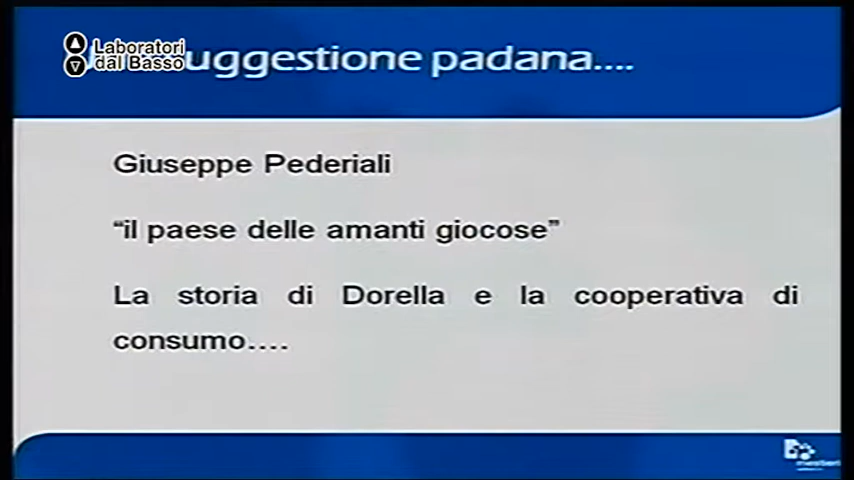 Laboratori
dal Basso
suggestione padana....
Giuseppe Pederiali
“il paese delle amanti giocose”
La storia di Dorella e la cooperativa di
consumo....